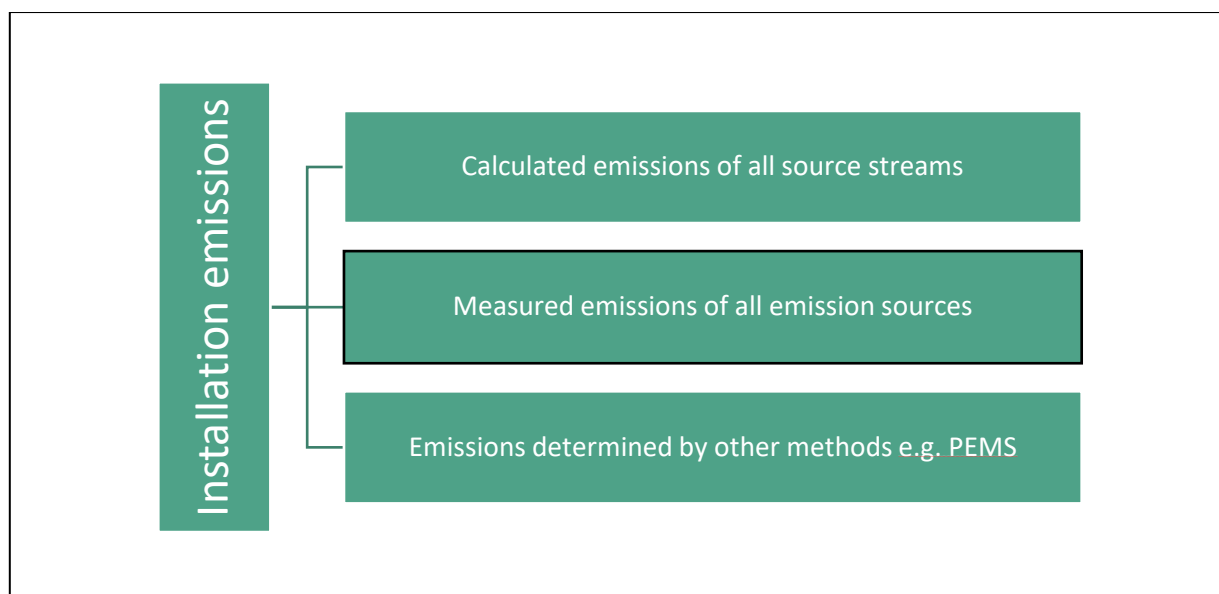 Installation emissions
Calculated emissions of all source streams
Measured emissions of all emission sources
Emissions determined by other methods e.g. PEMS